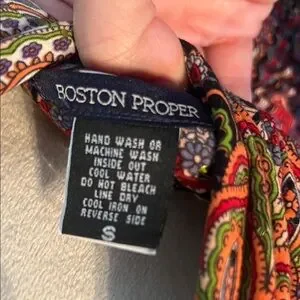 BOSTON PROPER
HAND WASH OR
MACHINE WASH
INSIDE OUT
COOL WATER
DO NOT BLEACH
LINE DRY
COOL IRON ON
REVERSE SIDE
S